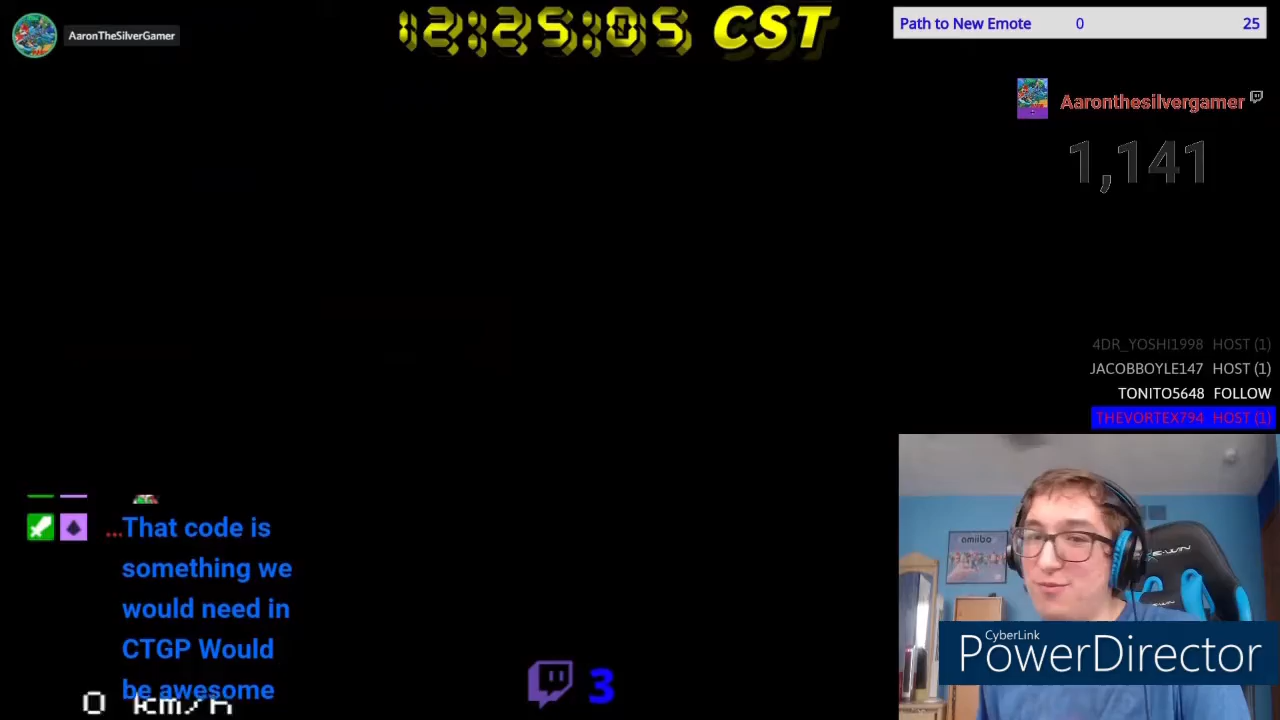 AaronTheSilverGamer
12:25:05 CST
Path to New Emote 0 25
Aaronthesilvergamer
1,141
4DR_YOSHI1998 HOST (1)
JACOBBOYLE147 HOST (1)
TONITO5648 FOLLOW
THEVORTEX794 HOST (1)
...That code is
something we
would need in
CTGP Would
be awesome
0 km/h
3
amiibo
E-WIN
CyberLink
PowerDirector